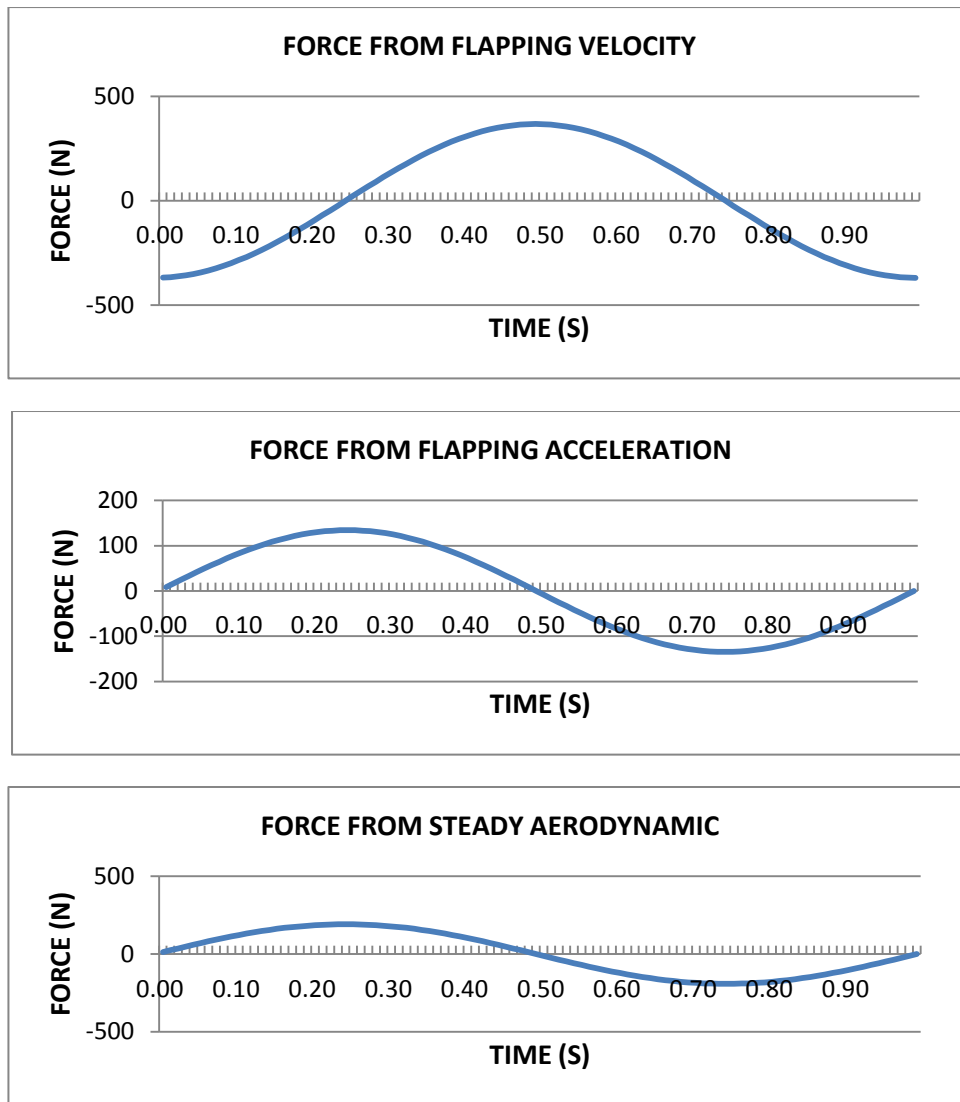 FORCE FROM FLAPPING VELOCITY
500
0
-500
FORCE (N)
0.00 0.10 0.20 0.30 0.40 0.50 0.60 0.70 0.80 0.90
TIME (S)
FORCE FROM FLAPPING ACCELERATION
200
100
0
-100
-200
FORCE (N)
0.00 0.10 0.20 0.30 0.40 0.50 0.60 0.70 0.80 0.90
TIME (S)
FORCE FROM STEADY AERODYNAMIC
500
0
-500
FORCE (N)
0.00 0.10 0.20 0.30 0.40 0.50 0.60 0.70 0.80 0.90
TIME (S)